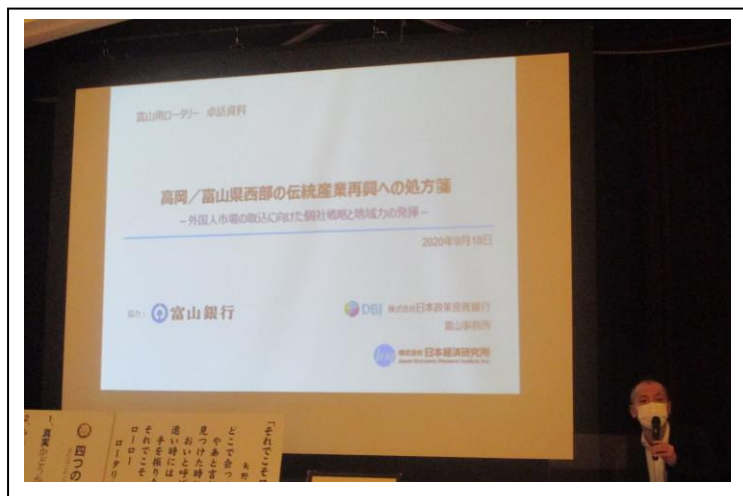 富山南ロータリー 卓話資料
高岡/富山県西部の伝統産業再興への処方箋
-外国人市場の取込に向けた個社戦略と地域力の発揮-
2020年9月18日
協力: 富山銀行
DBJ 株式会社日本政策投資銀行
富山事務所
株式会社日本経済研究所
Japan Economic Research Institute Inc.
『それでこそ
矢野
どこで会っ
やあと言
見つけた時
おいと呼
遠い時には
手を振り
それでこそ
ローロー
ロータリ
四つの
1.真実かどう